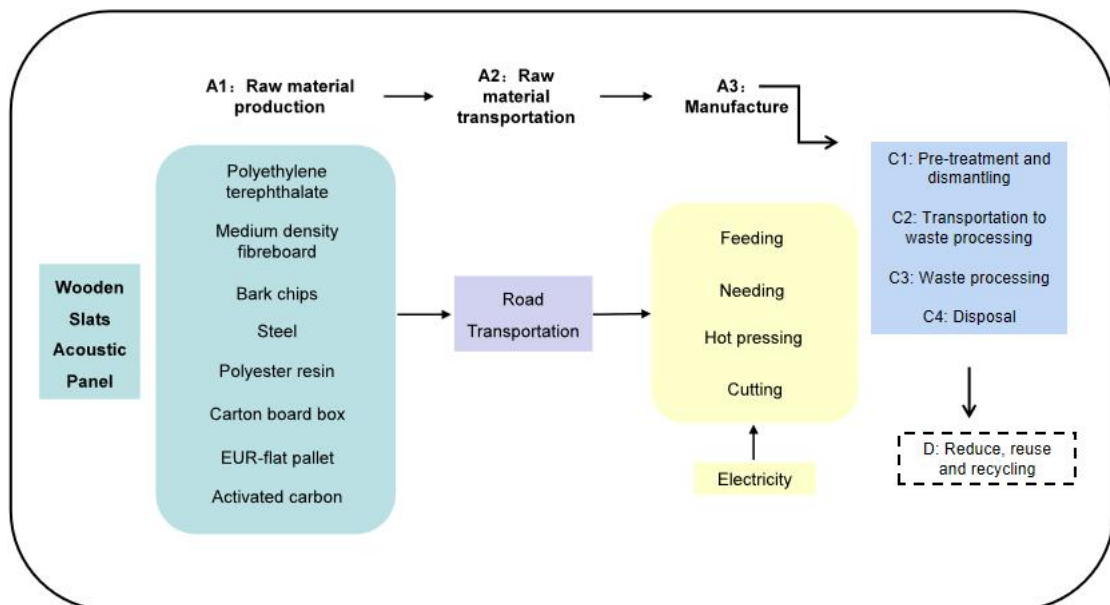 A1：Raw material
production
A2：Raw
material
transportation
A3：
Manufacture
Wooden
Slats
Acoustic
Panel
Polyethylene
terephthalate
Medium density
fibreboard
Bark chips
Steel
Polyester resin
Carton board box
EUR-flat pallet
Activated carbon
Road
Transportation
Feeding
Needing
Hot pressing
Cutting
Electricity
C1: Pre-treatment and
dismantling
C2: Transportation to
waste processing
C3: Waste processing
C4: Disposal
D: Reduce, reuse
and recycling